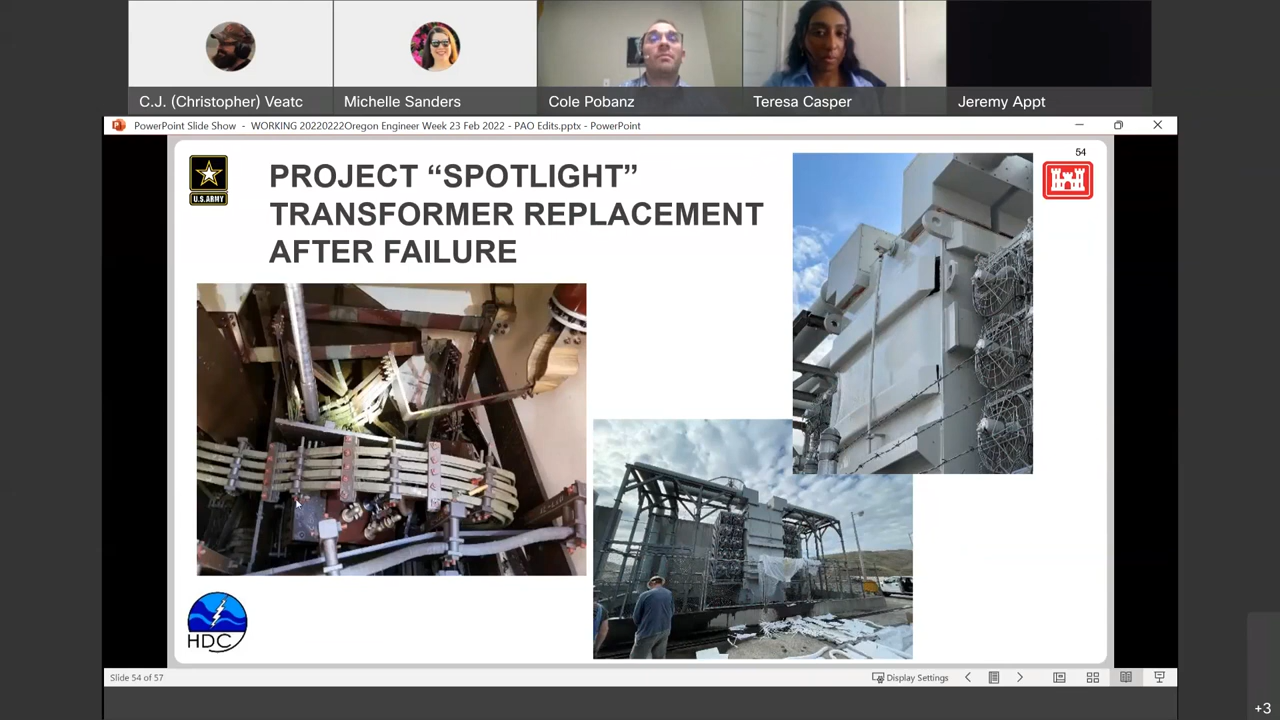 C.J. (Christopher) Veatc
Michelle Sanders
Cole Pobanz
Teresa Casper
Jeremy Appt
PowerPoint Slide Show - WORKING 20220222Oregon Engineer Week 23 Feb 2022 - PAO Edits.pptx - PowerPoint
54
U.S.ARMY
PROJECT “SPOTLIGHT”
TRANSFORMER REPLACEMENT
AFTER FAILURE
HDC
Slide 54 of 57
Display Settings
+3